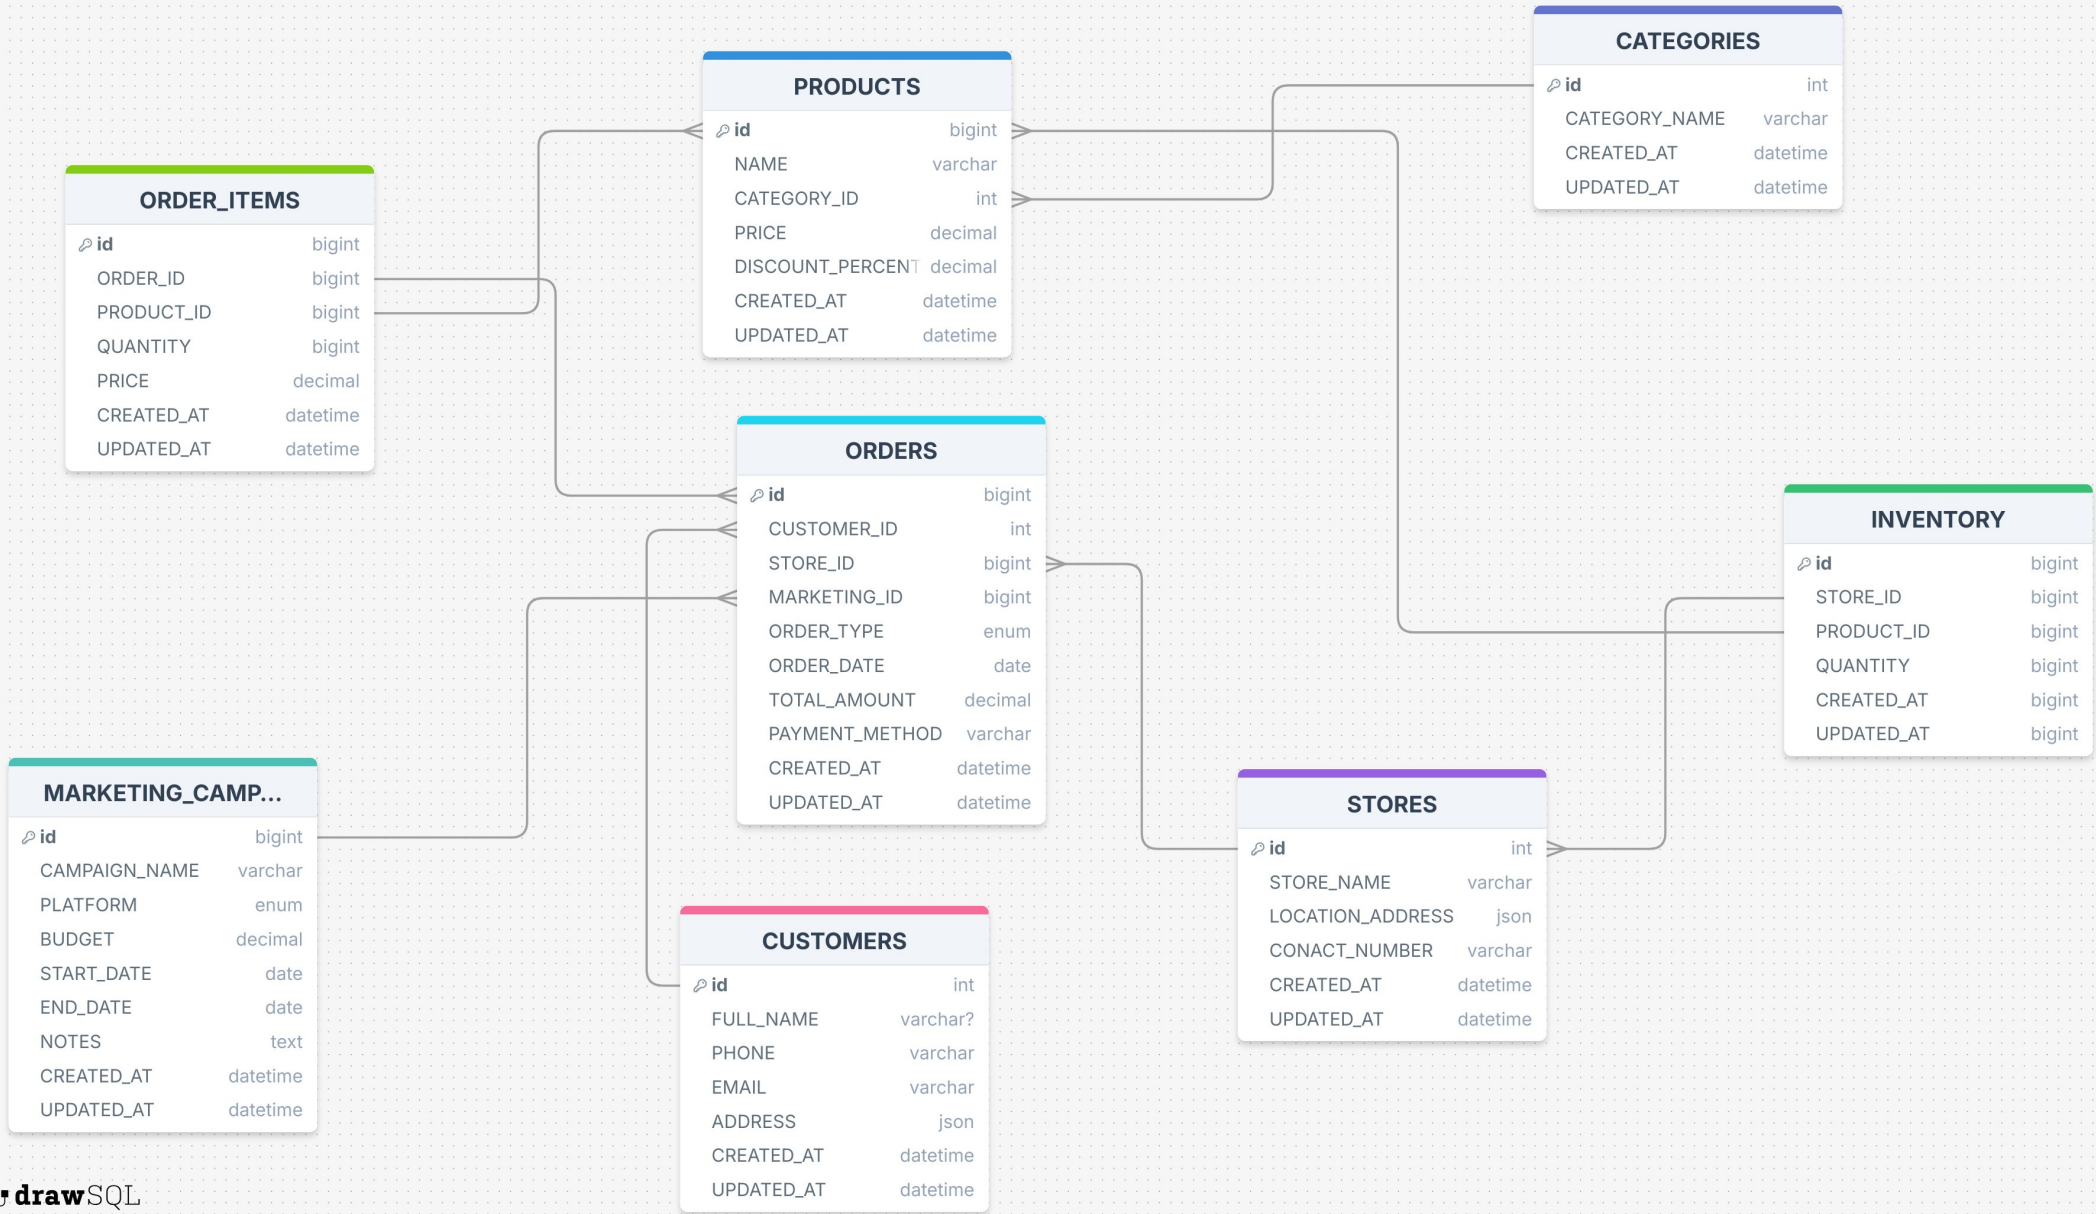 CATEGORIES
id int
CATEGORY_NAME varchar
CREATED_AT datetime
UPDATED_AT datetime
PRODUCTS
id bigint
NAME varchar
CATEGORY_ID int
PRICE decimal
DISCOUNT_PERCENT decimal
CREATED_AT datetime
UPDATED_AT datetime
ORDER_ITEMS
id bigint
ORDER_ID bigint
PRODUCT_ID bigint
QUANTITY bigint
PRICE decimal
CREATED_AT datetime
UPDATED_AT datetime
ORDERS
id bigint
CUSTOMER_ID int
STORE_ID bigint
MARKETING_ID bigint
ORDER_TYPE enum
ORDER_DATE date
TOTAL_AMOUNT decimal
PAYMENT_METHOD varchar
CREATED_AT datetime
UPDATED_AT datetime
INVENTORY
id bigint
STORE_ID bigint
PRODUCT_ID bigint
QUANTITY bigint
CREATED_AT bigint
UPDATED_AT bigint
MARKETING_CAMP...
id bigint
CAMPAIGN_NAME varchar
PLATFORM enum
BUDGET decimal
START_DATE date
END_DATE date
NOTES text
CREATED_AT datetime
UPDATED_AT datetime
STORES
id int
STORE_NAME varchar
LOCATION_ADDRESS json
CONACT_NUMBER varchar
CREATED_AT datetime
UPDATED_AT datetime
CUSTOMERS
id int
FULL_NAME varchar?
PHONE varchar
EMAIL varchar
ADDRESS json
CREATED_AT datetime
UPDATED_AT datetime
drawSQL